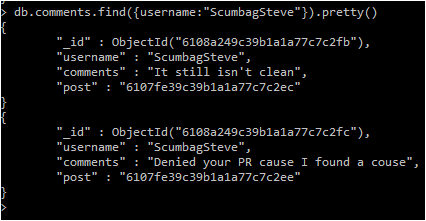 > db.comments.find({username:"ScumbagSteve"}).pretty()
{
"_id" : ObjectId("6108a249c39b1a1a77c7c2fb"),
"username" : "ScumbagSteve",
"comments" : "It still isn't clean",
"post" : "6107fe39c39b1a1a77c7c2ec"
}
{
"_id" : ObjectId("6108a249c39b1a1a77c7c2fc"),
"username" : "ScumbagSteve",
"comments" : "Denied your PR cause I found a couse",
"post" : "6107fe39c39b1a1a77c7c2ee"
}
>